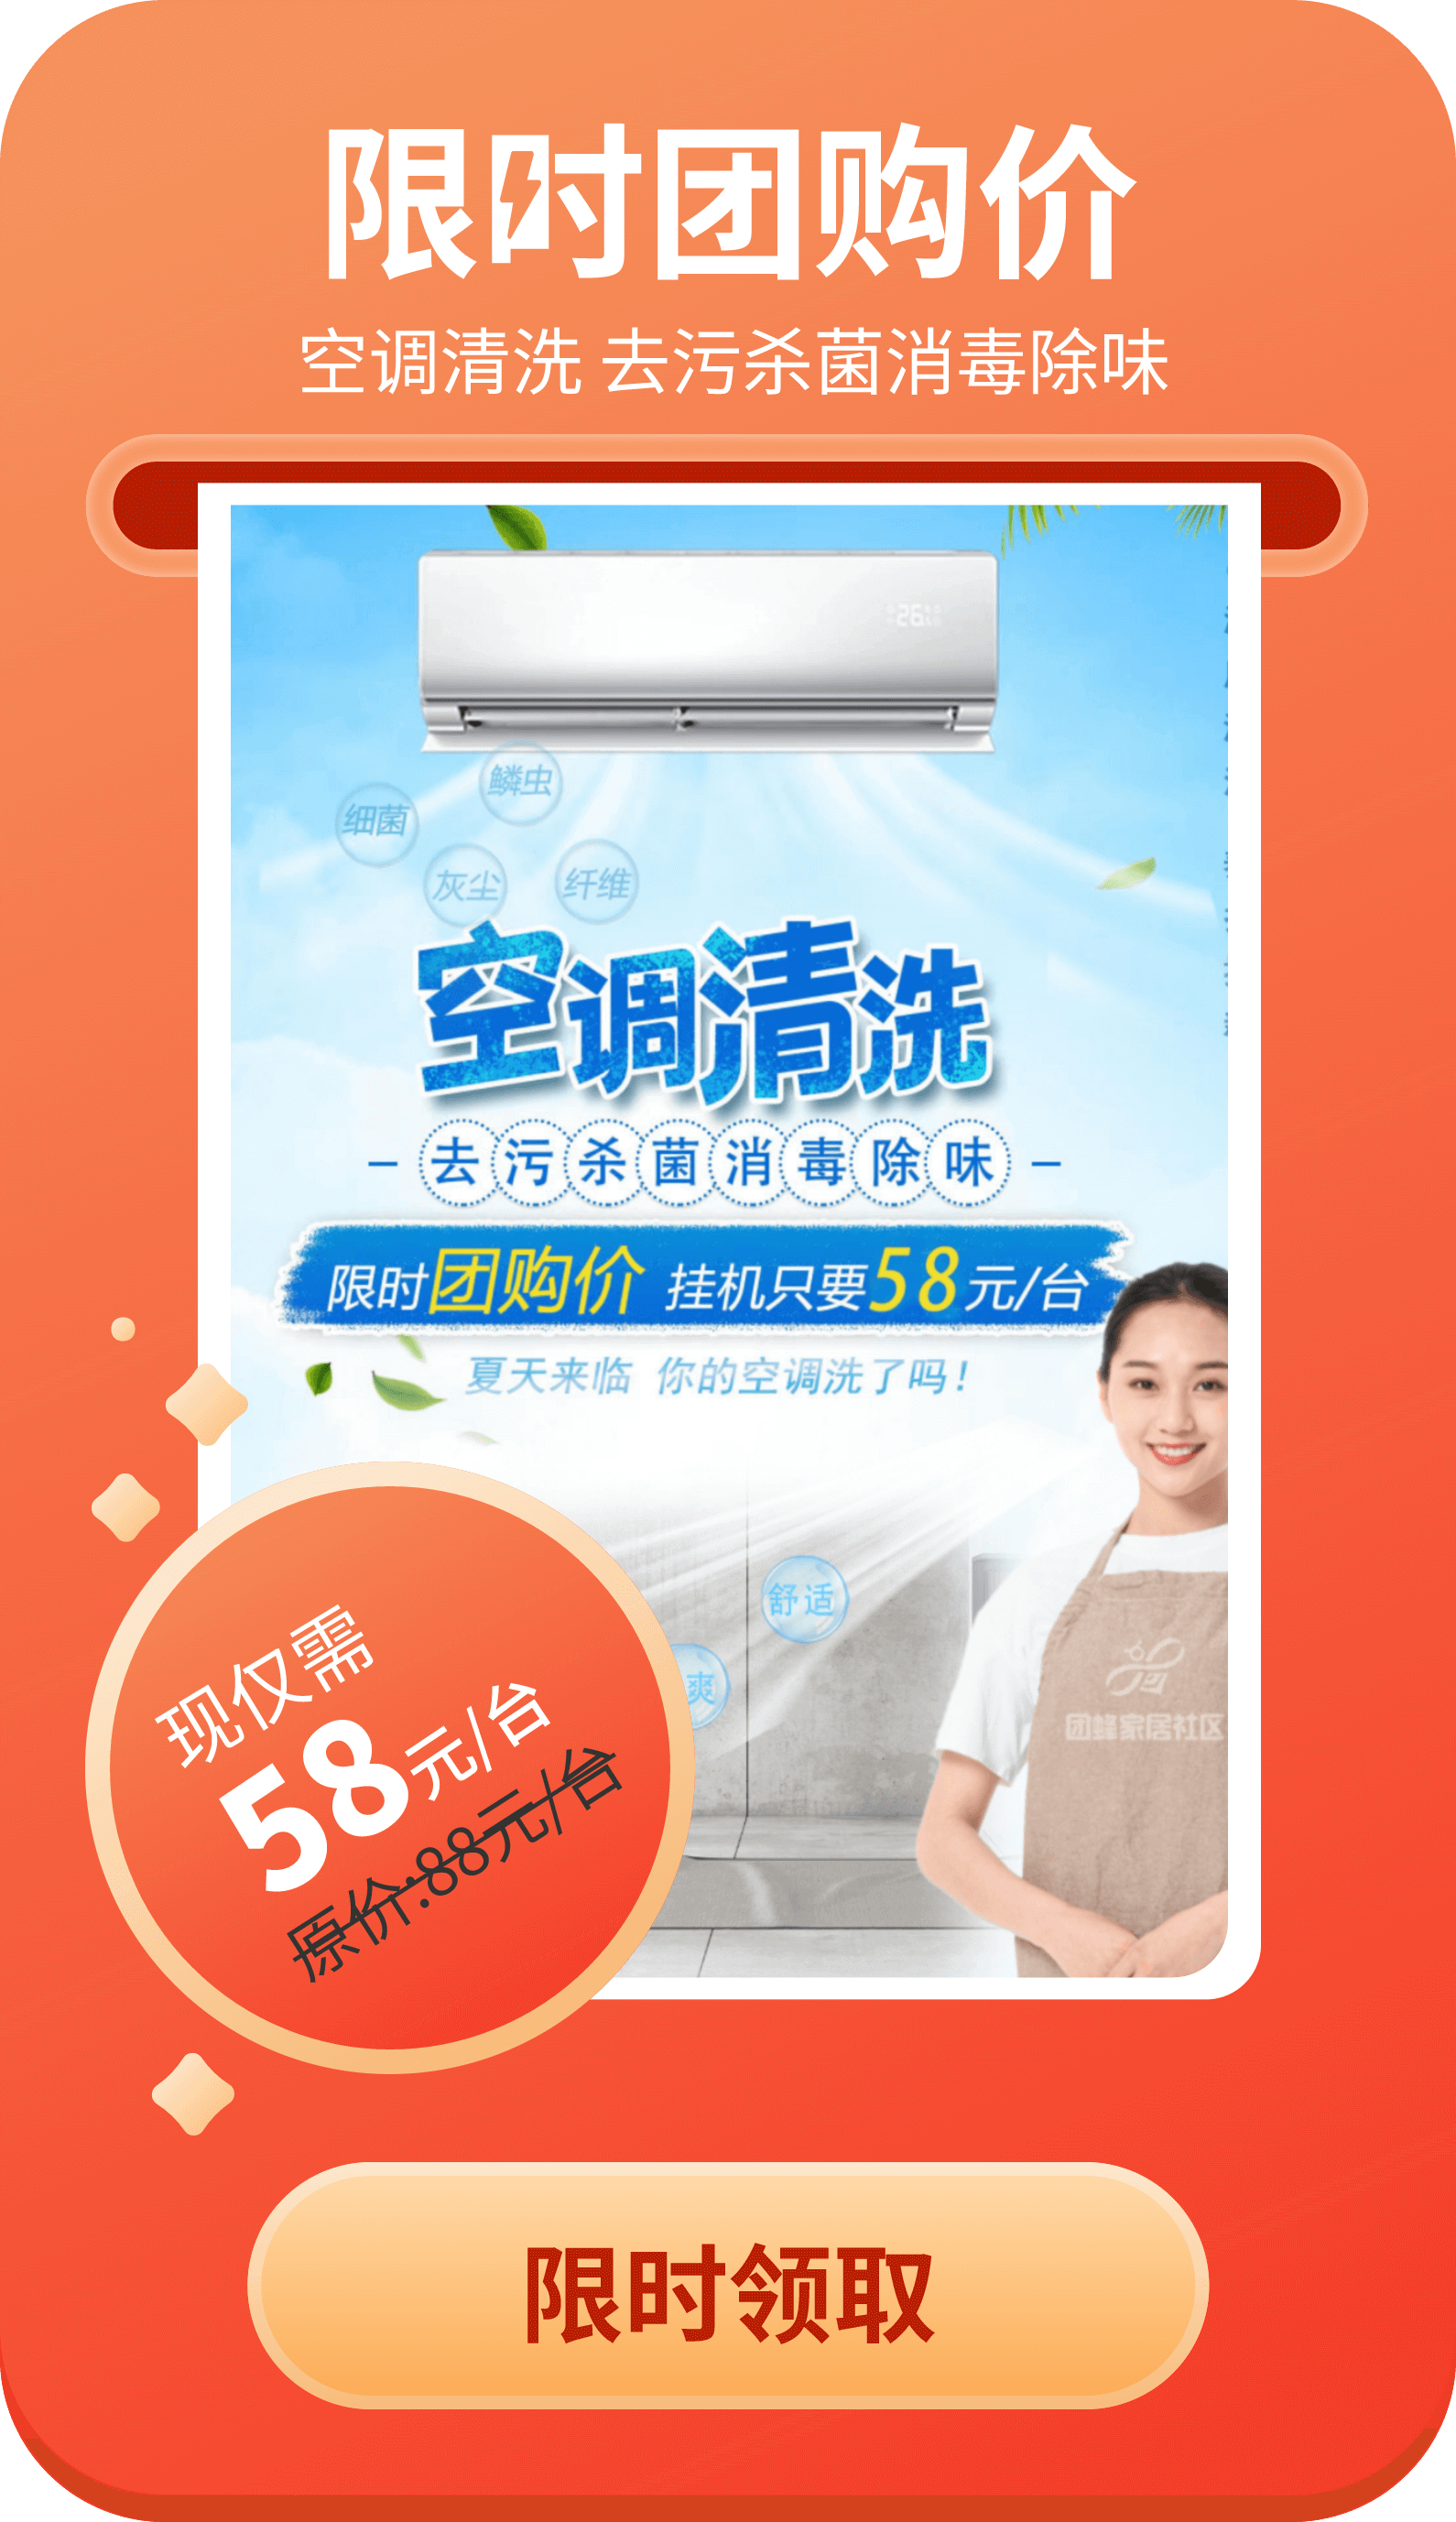 限时团购价
空调清洗 去污杀菌消毒除味
26
鳞虫
细菌
灰尘
纤维
空调清洗
- 去污杀菌消毒除味 -
限时团购价 挂机只要58元/台
夏天来临 你的空调洗了吗！
舒适
爽
团蜂家居社区
现仅需
58元/台
原价:88元/台
限时领取